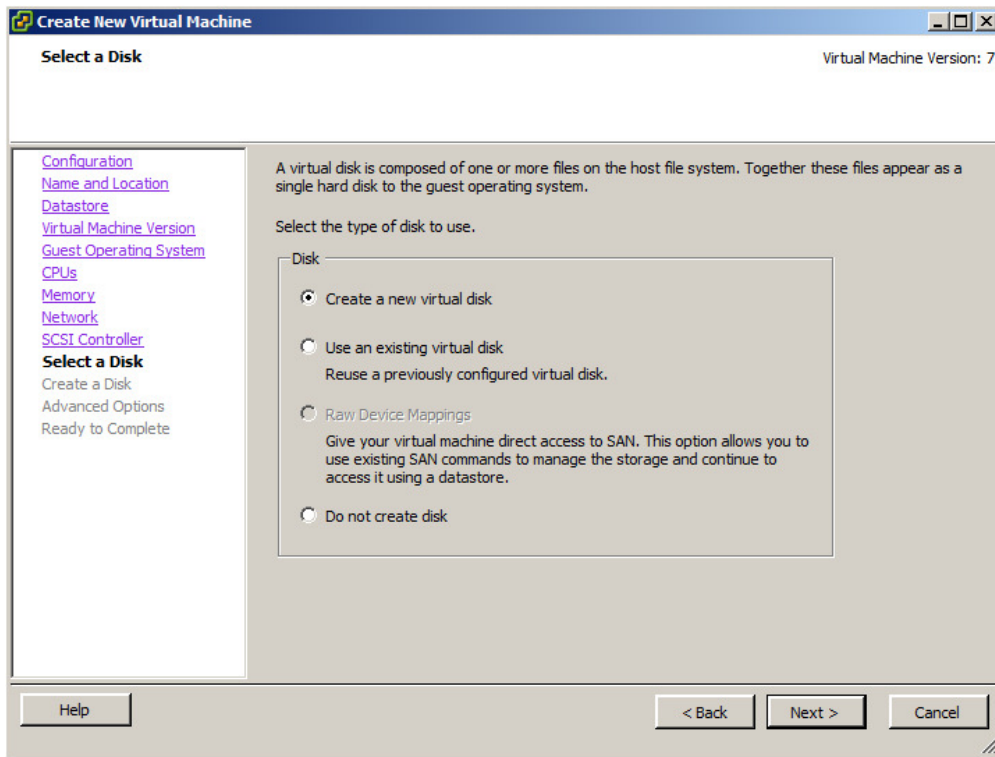 Create New Virtual Machine
Select a Disk
Virtual Machine Version: 7
Configuration
Name and Location
Datastore
Virtual Machine Version
Guest Operating System
CPUs
Memory
Network
SCSI Controller
Select a Disk
Create a Disk
Advanced Options
Ready to Complete
A virtual disk is composed of one or more files on the host file system. Together these files appear as a
single hard disk to the guest operating system.
Select the type of disk to use.
Disk
Create a new virtual disk
Use an existing virtual disk
Reuse a previously configured virtual disk.
Raw Device Mappings
Give your virtual machine direct access to SAN. This option allows you to
use existing SAN commands to manage the storage and continue to
access it using a datastore.
Do not create disk
Help
< Back
Next >
Cancel